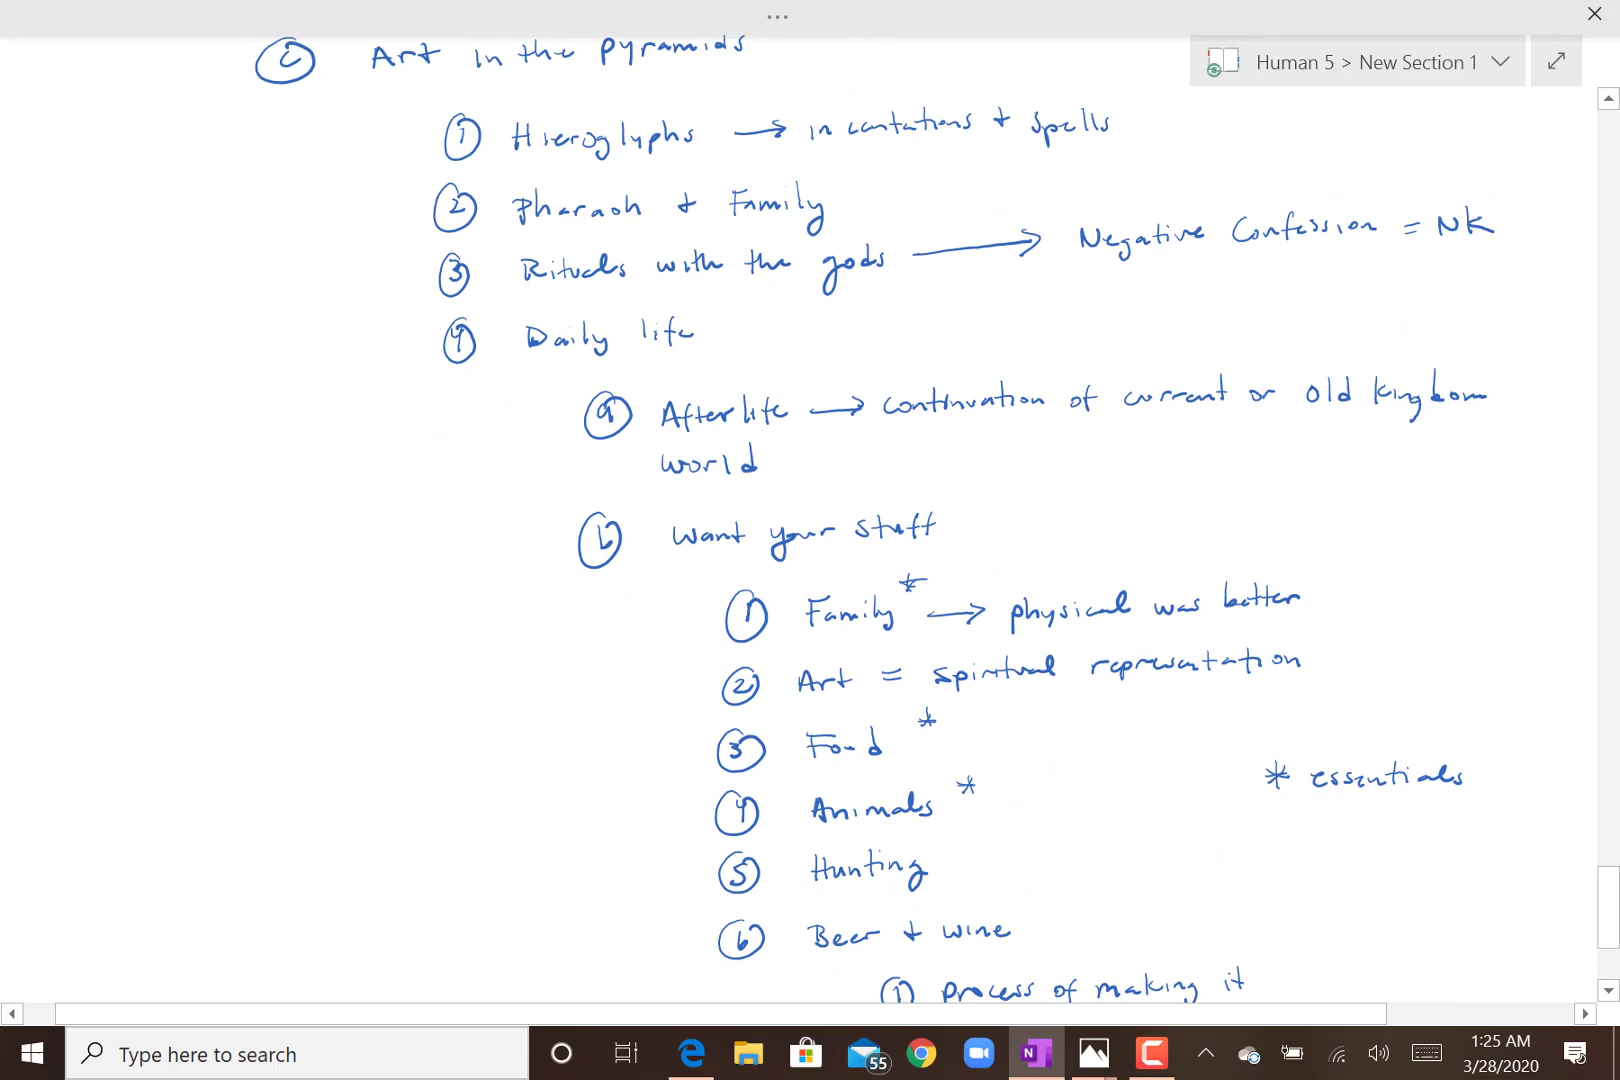 Human 5 > New Section 1
C Art in the pyramids
1 Hieroglyphs → incantations + spells
2 Pharaoh + Family
3 Rituals with the gods → Negative Confession = NK
4 Daily life
a Afterlife → continuation of current or old kingdom
world
b Want your stuff
1 Family * → physical was better
2 Art = spiritual representation
3 Food *
4 Animals *
* essentials
5 Hunting
6 Beer + wine
1 process of making it
Type here to search
55
1:25 AM
3/28/2020